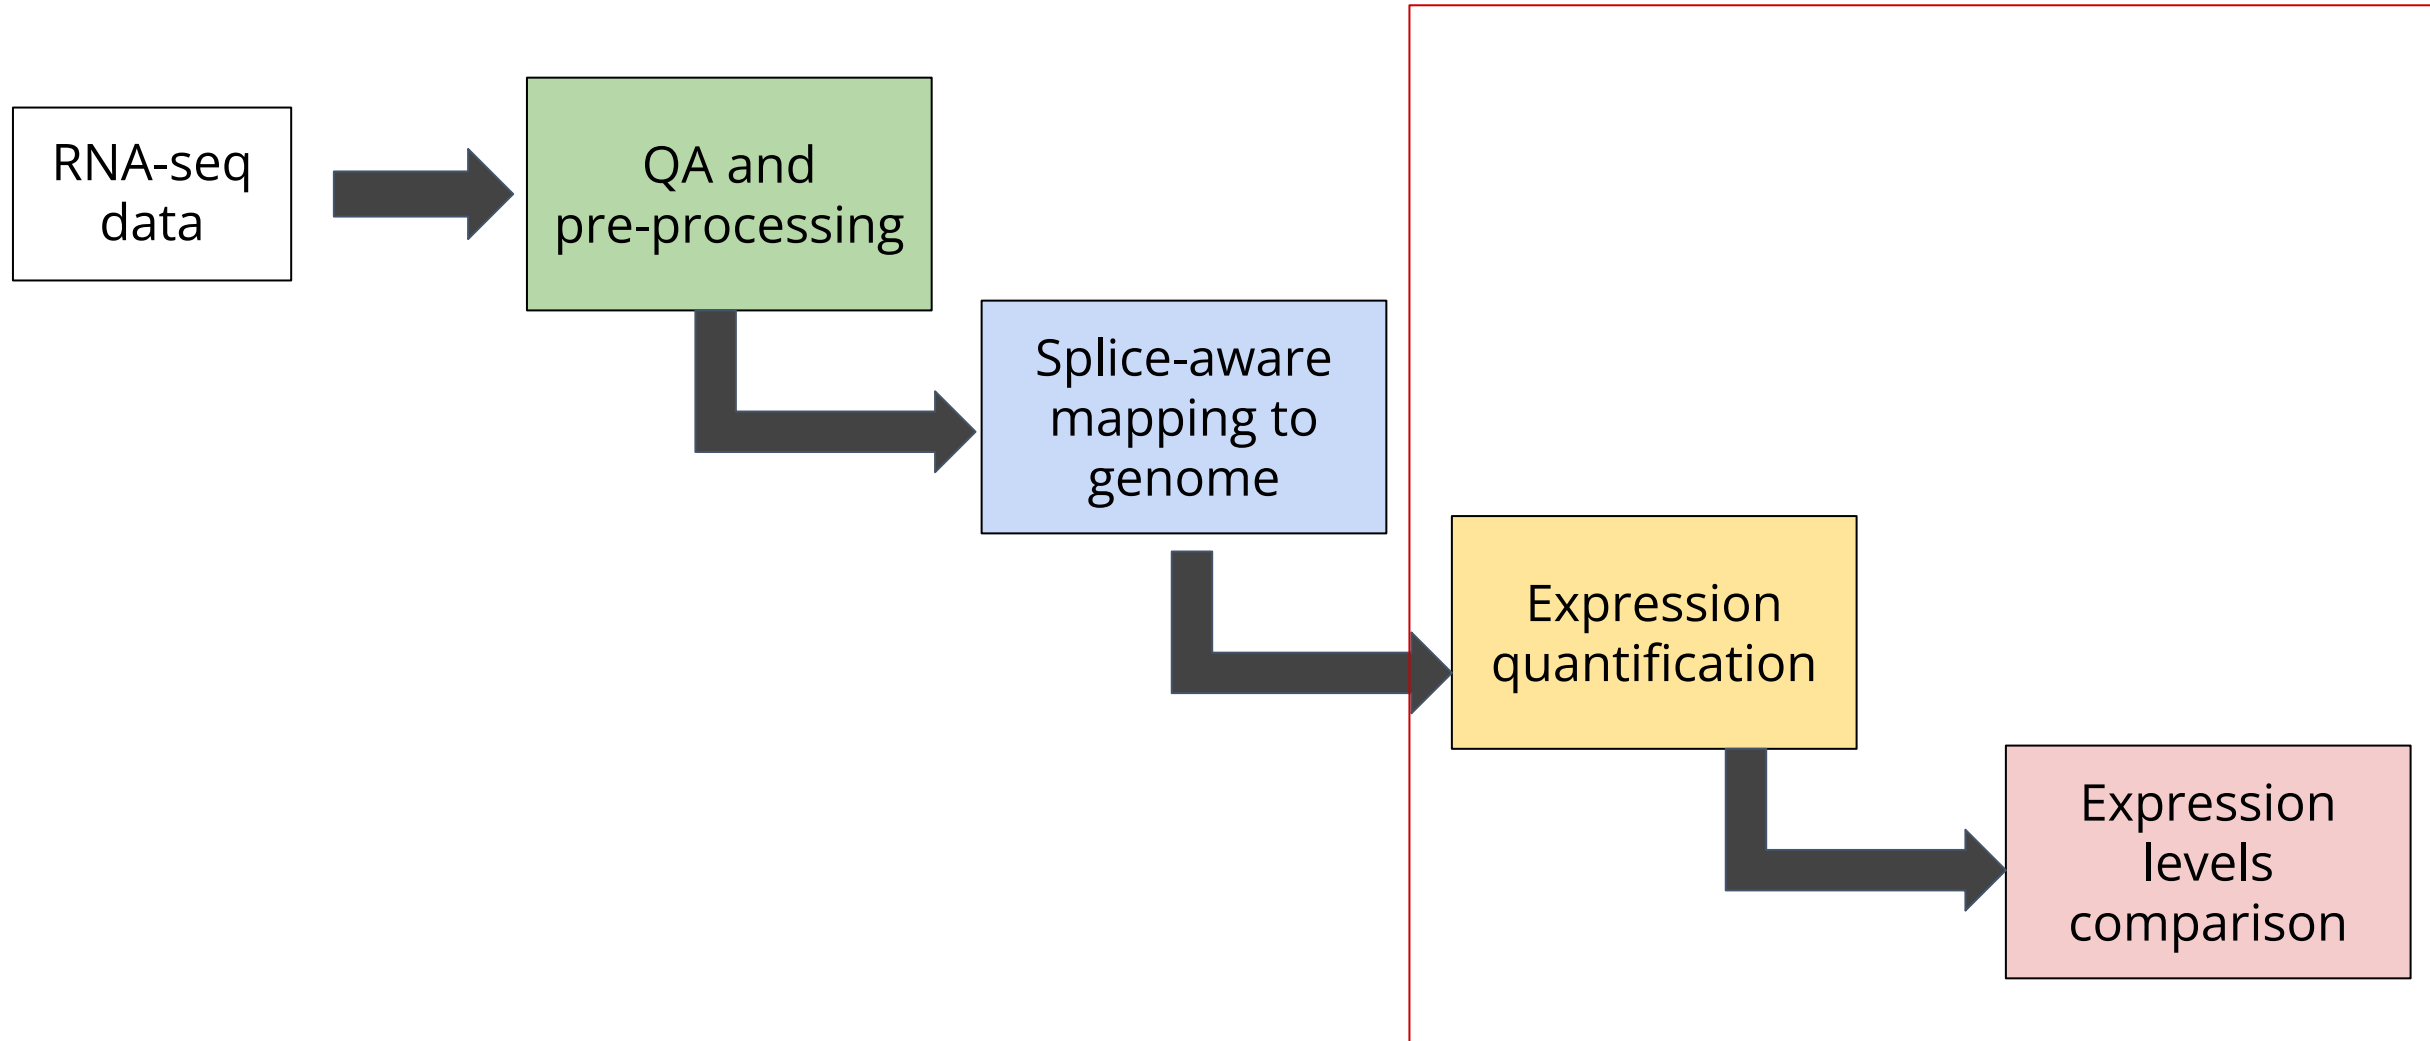 RNA-seq
data
QA and
pre-processing
Splice-aware
mapping to
genome
Expression
quantification
Expression
levels
comparison